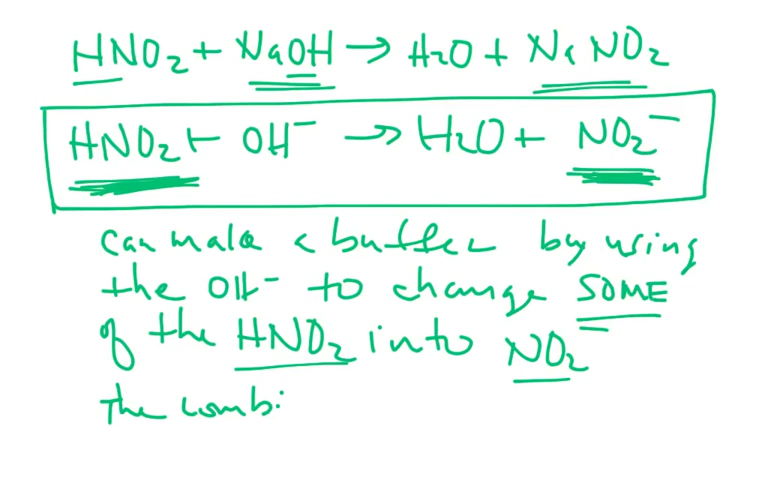 HNO₂ + NaOH → H₂O + NaNO₂
HNO₂ + OH⁻ → H₂O + NO₂⁻
can make a buffer by using
the OH⁻ to change SOME
of the HNO₂ into NO₂
The combi